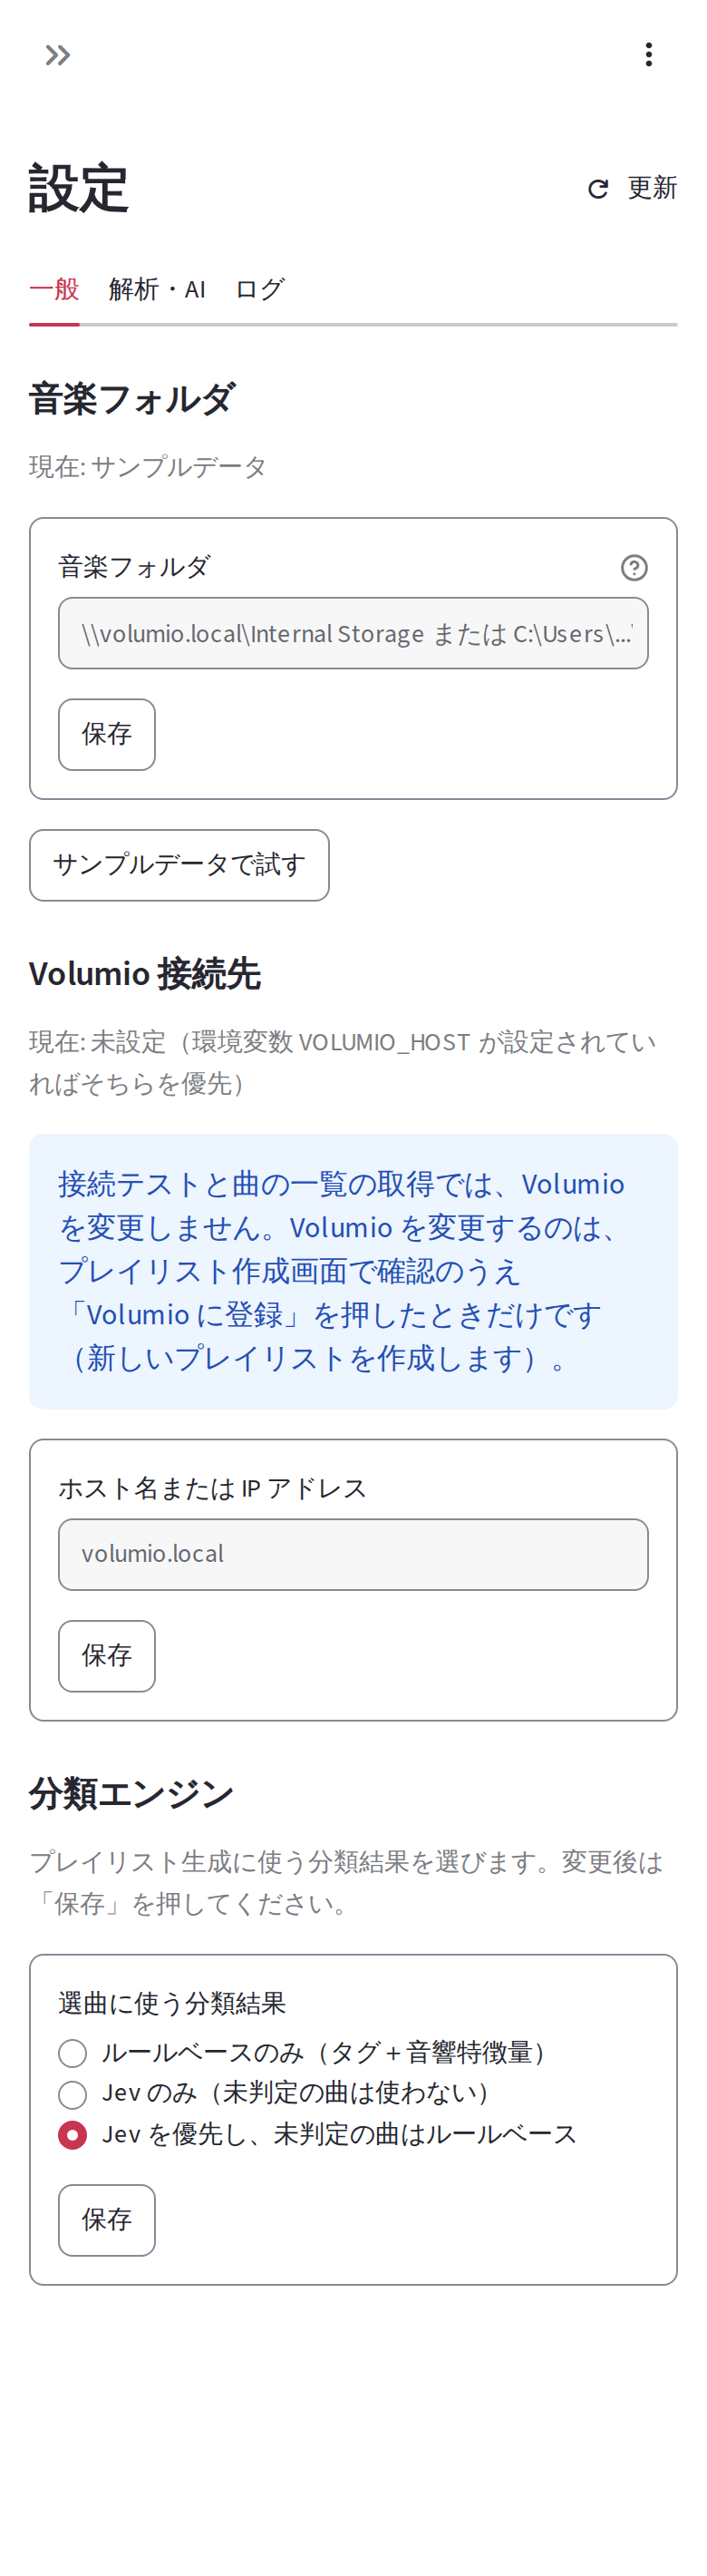 設定
更新
一般 解析・AI ログ
音楽フォルダ
現在: サンプルデータ
音楽フォルダ
\\volumio.local\Internal Storage または C:\Users\...\
保存
サンプルデータで試す
Volumio 接続先
現在: 未設定（環境変数 VOLUMIO_HOST が設定されてい
ればそちらを優先）
接続テストと曲の一覧の取得では、Volumio
を変更しません。Volumio を変更するのは、
プレイリスト作成画面で確認のうえ
「Volumio に登録」を押したときだけです
（新しいプレイリストを作成します）。
ホスト名または IP アドレス
volumio.local
保存
分類エンジン
プレイリスト生成に使う分類結果を選びます。変更後は
「保存」を押してください。
選曲に使う分類結果
ルールベースのみ（タグ＋音響特徴量）
Jev のみ（未判定の曲は使わない）
Jev を優先し、未判定の曲はルールベース
保存